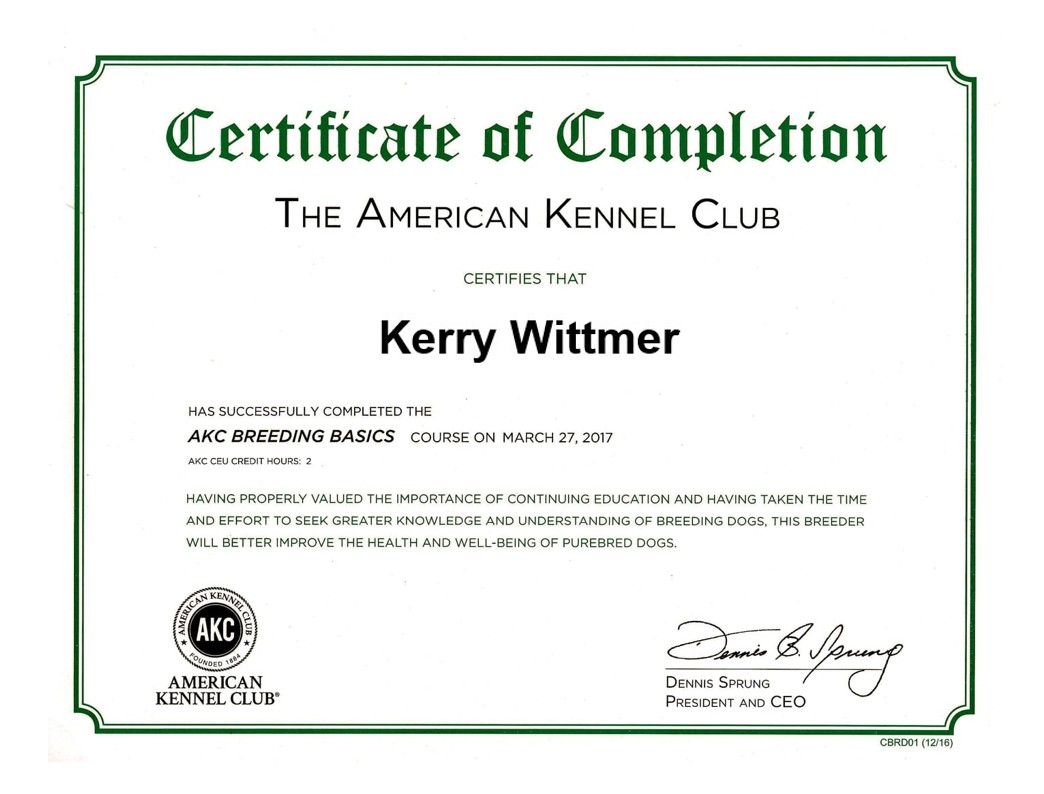 Certificate of Completion
THE AMERICAN KENNEL CLUB
CERTIFIES THAT
Kerry Wittmer
HAS SUCCESSFULLY COMPLETED THE
AKC BREEDING BASICS COURSE ON MARCH 27, 2017
AKC CEU CREDIT HOURS: 2
HAVING PROPERLY VALUED THE IMPORTANCE OF CONTINUING EDUCATION AND HAVING TAKEN THE TIME
AND EFFORT TO SEEK GREATER KNOWLEDGE AND UNDERSTANDING OF BREEDING DOGS, THIS BREEDER
WILL BETTER IMPROVE THE HEALTH AND WELL-BEING OF PUREBRED DOGS.
AMERICAN KENNEL CLUB
AKC
FOUNDED 1884
AMERICAN
KENNEL CLUB®
Dennis B. Sprung
DENNIS SPRUNG
PRESIDENT AND CEO
CBRD01 (12/16)